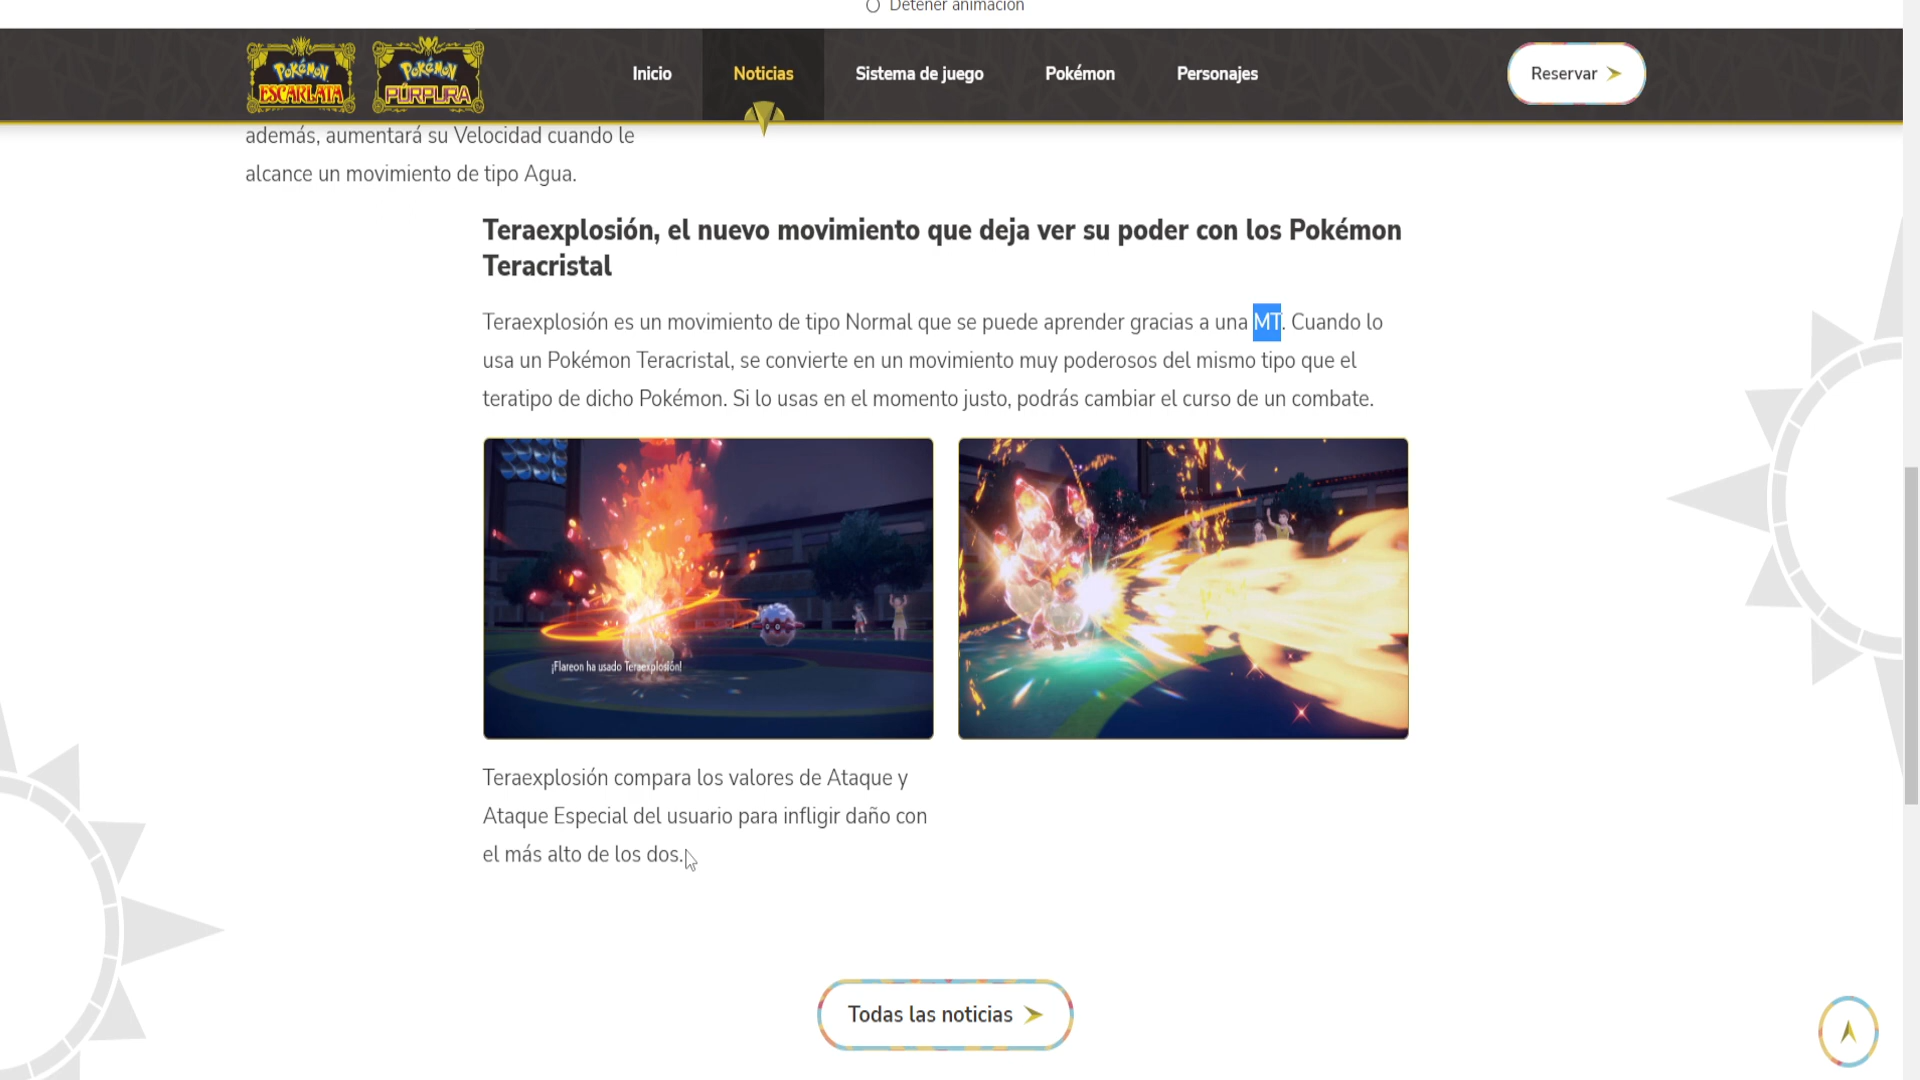 Detener animación
Pokémon
ESCARLATA
Pokémon
PÚRPURA
Inicio
Noticias
Sistema de juego
Pokémon
Personajes
Reservar
además, aumentará su Velocidad cuando le
alcance un movimiento de tipo Agua.
Teraexplosión, el nuevo movimiento que deja ver su poder con los Pokémon
Teracristal
Teraexplosión es un movimiento de tipo Normal que se puede aprender gracias a una MT. Cuando lo
usa un Pokémon Teracristal, se convierte en un movimiento muy poderosos del mismo tipo que el
teratipo de dicho Pokémon. Si lo usas en el momento justo, podrás cambiar el curso de un combate.
¡Flareon ha usado Teraexplosión!
Teraexplosión compara los valores de Ataque y
Ataque Especial del usuario para infligir daño con
el más alto de los dos.
Todas las noticias